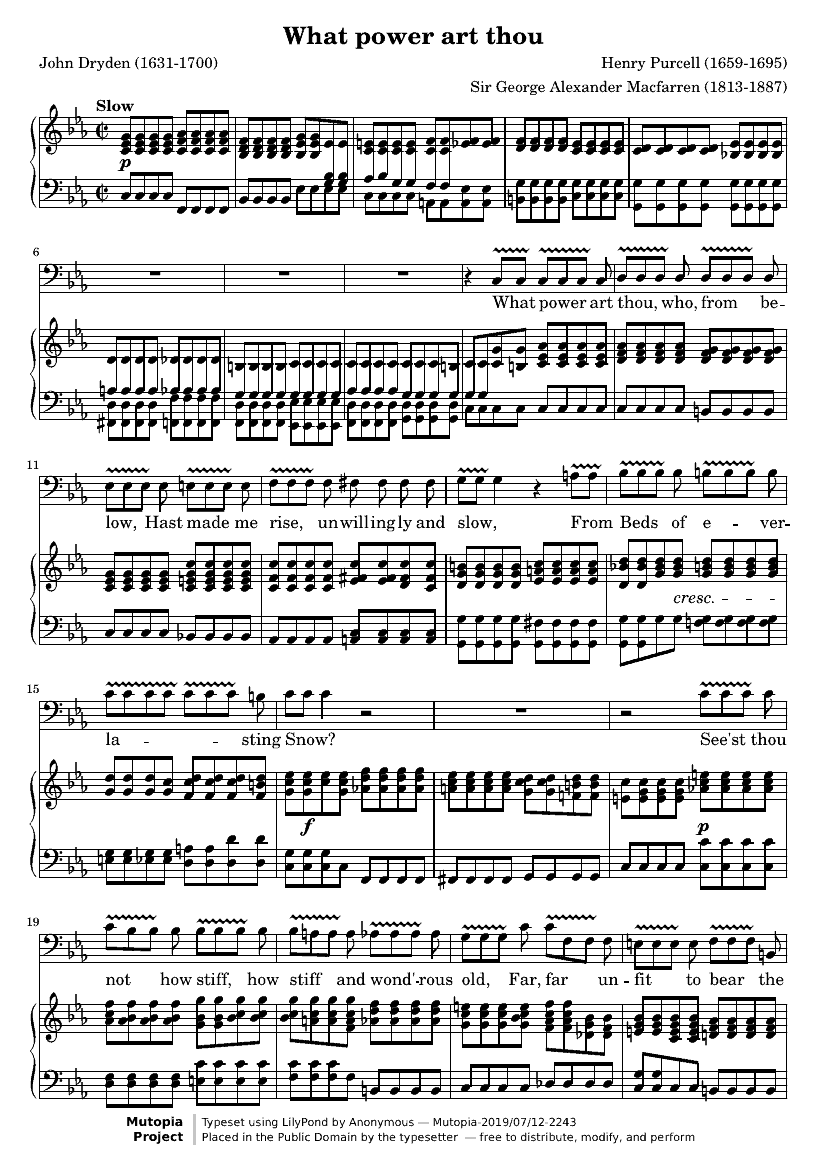 What power art thou
John Dryden (1631-1700)
Henry Purcell (1659-1695)
Sir George Alexander Macfarren (1813-1887)
Slow
p
6
What power art thou, who, from be-
11
low, Hast made me rise, unwillingly and slow, From Beds of e - ver-
cresc. - - -
15
la - - sting Snow? See'st thou
f p
19
not how stiff, how stiff and wond'-rous old, Far, far un-fit to bear the
Mutopia Project
Typeset using LilyPond by Anonymous — Mutopia-2019/07/12-2243
Placed in the Public Domain by the typesetter — free to distribute, modify, and perform